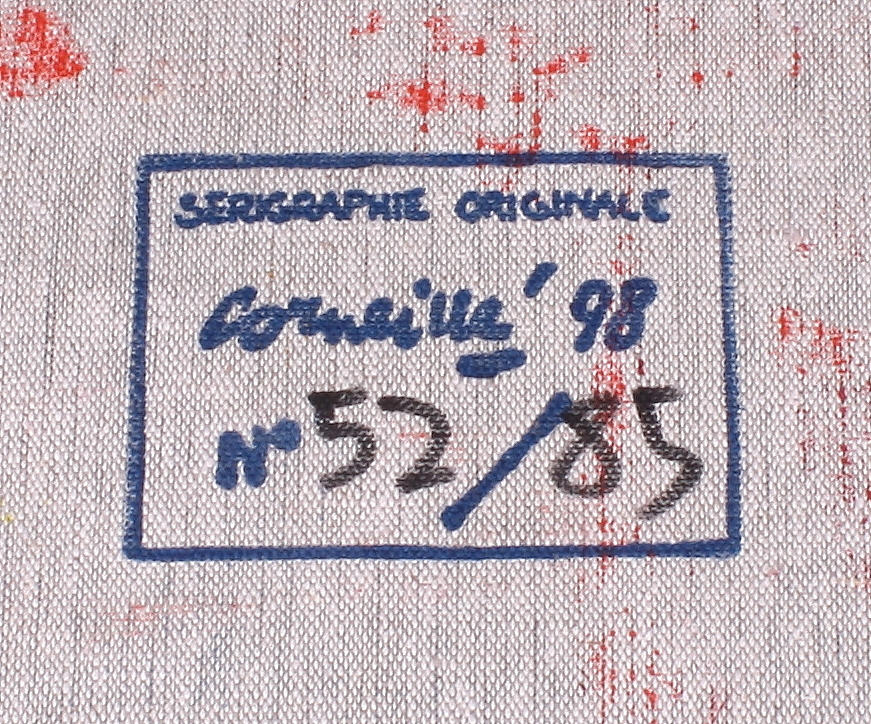 SERIGRAPHIE ORIGINALE
Corneille '98
N° 52/85